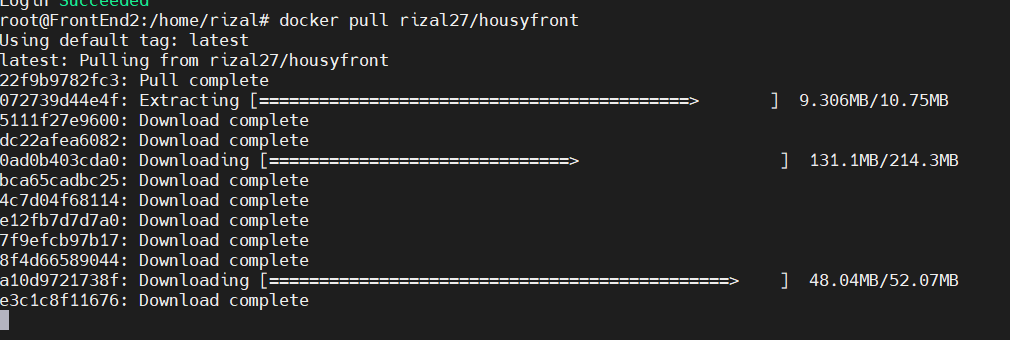 Login Succeeded
root@FrontEnd2:/home/rizal# docker pull rizal27/housyfront
Using default tag: latest
latest: Pulling from rizal27/housyfront
22f9b9782fc3: Pull complete
072739d44e4f: Extracting [===========================================>       ]  9.306MB/10.75MB
5111f27e9600: Download complete
dc22afea6082: Download complete
0ad0b403cda0: Downloading [==============================>                    ]  131.1MB/214.3MB
bca65cadbc25: Download complete
4c7d04f68114: Download complete
e12fb7d7d7a0: Download complete
7f9efcb97b17: Download complete
8f4d66589044: Download complete
a10d9721738f: Downloading [==============================================>    ]  48.04MB/52.07MB
e3c1c8f11676: Download complete